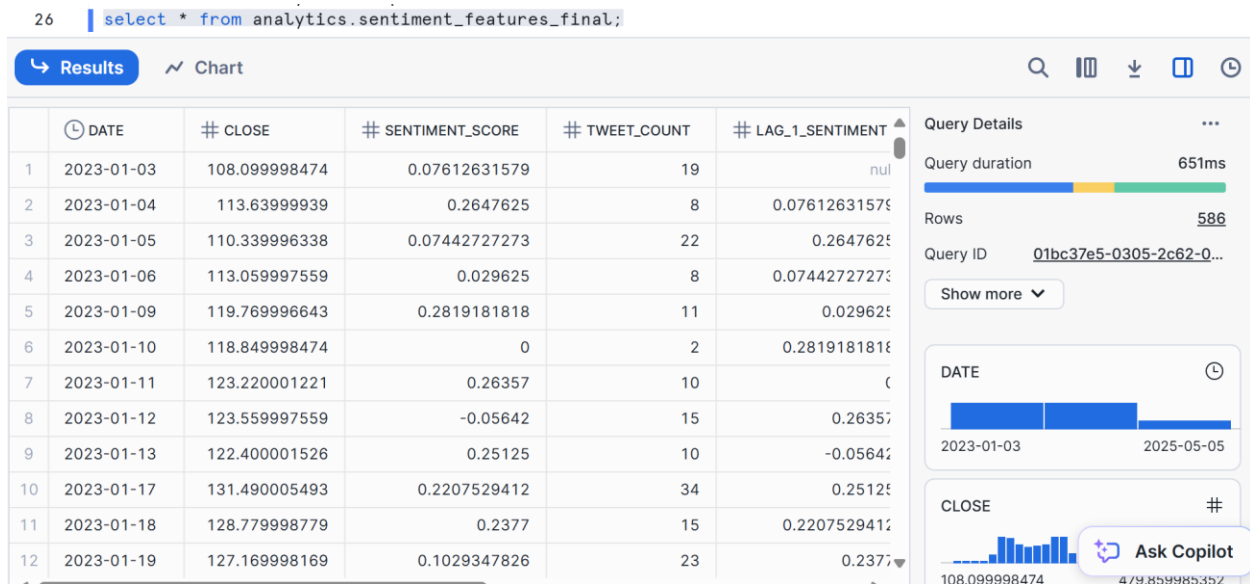 26 select * from analytics.sentiment_features_final;
Results Chart
DATE CLOSE SENTIMENT_SCORE TWEET_COUNT LAG_1_SENTIMENT
1 2023-01-03 108.099998474 0.07612631579 19 nul
2 2023-01-04 113.63999939 0.2647625 8 0.07612631579
3 2023-01-05 110.339996338 0.07442727273 22 0.2647625
4 2023-01-06 113.059997559 0.029625 8 0.07442727273
5 2023-01-09 119.769996643 0.2819181818 11 0.029625
6 2023-01-10 118.849998474 0 2 0.2819181818
7 2023-01-11 123.220001221 0.26357 10 0
8 2023-01-12 123.559997559 -0.05642 15 0.26357
9 2023-01-13 122.400001526 0.25125 10 -0.05642
10 2023-01-17 131.490005493 0.2207529412 34 0.25125
11 2023-01-18 128.779998779 0.2377 15 0.2207529412
12 2023-01-19 127.169998169 0.1029347826 23 0.2377
Query Details
Query duration 651ms
Rows 586
Query ID 01bc37e5-0305-2c62-0...
Show more
DATE
2023-01-03 2025-05-05
CLOSE
Ask Copilot
108.099998474 479.859985352